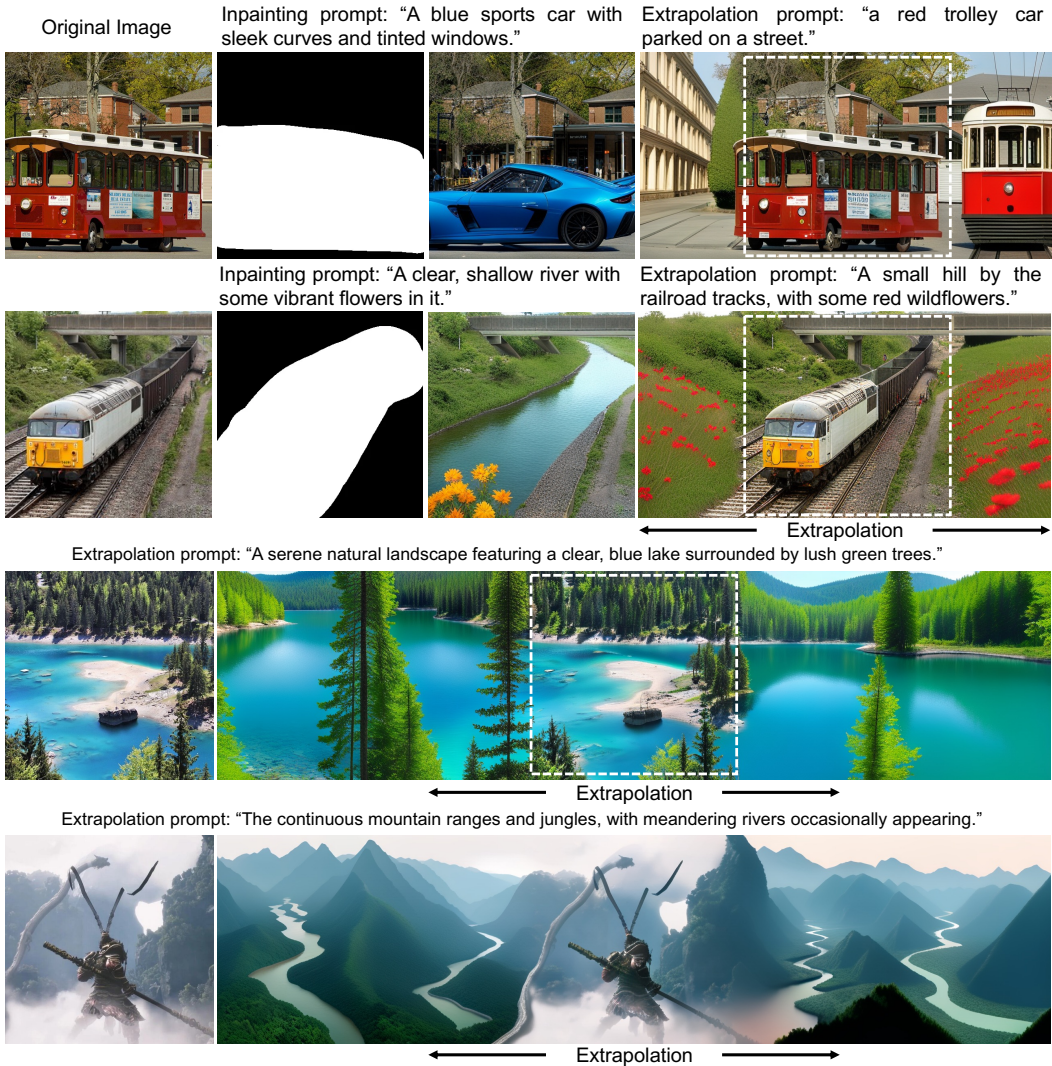 Original Image
Inpainting prompt: “A blue sports car with
sleek curves and tinted windows.”
Extrapolation prompt: “a red trolley car
parked on a street.”
Inpainting prompt: “A clear, shallow river with
some vibrant flowers in it.”
Extrapolation prompt: “A small hill by the
railroad tracks, with some red wildflowers.”
Extrapolation
Extrapolation prompt: “A serene natural landscape featuring a clear, blue lake surrounded by lush green trees.”
Extrapolation
Extrapolation prompt: “The continuous mountain ranges and jungles, with meandering rivers occasionally appearing.”
Extrapolation